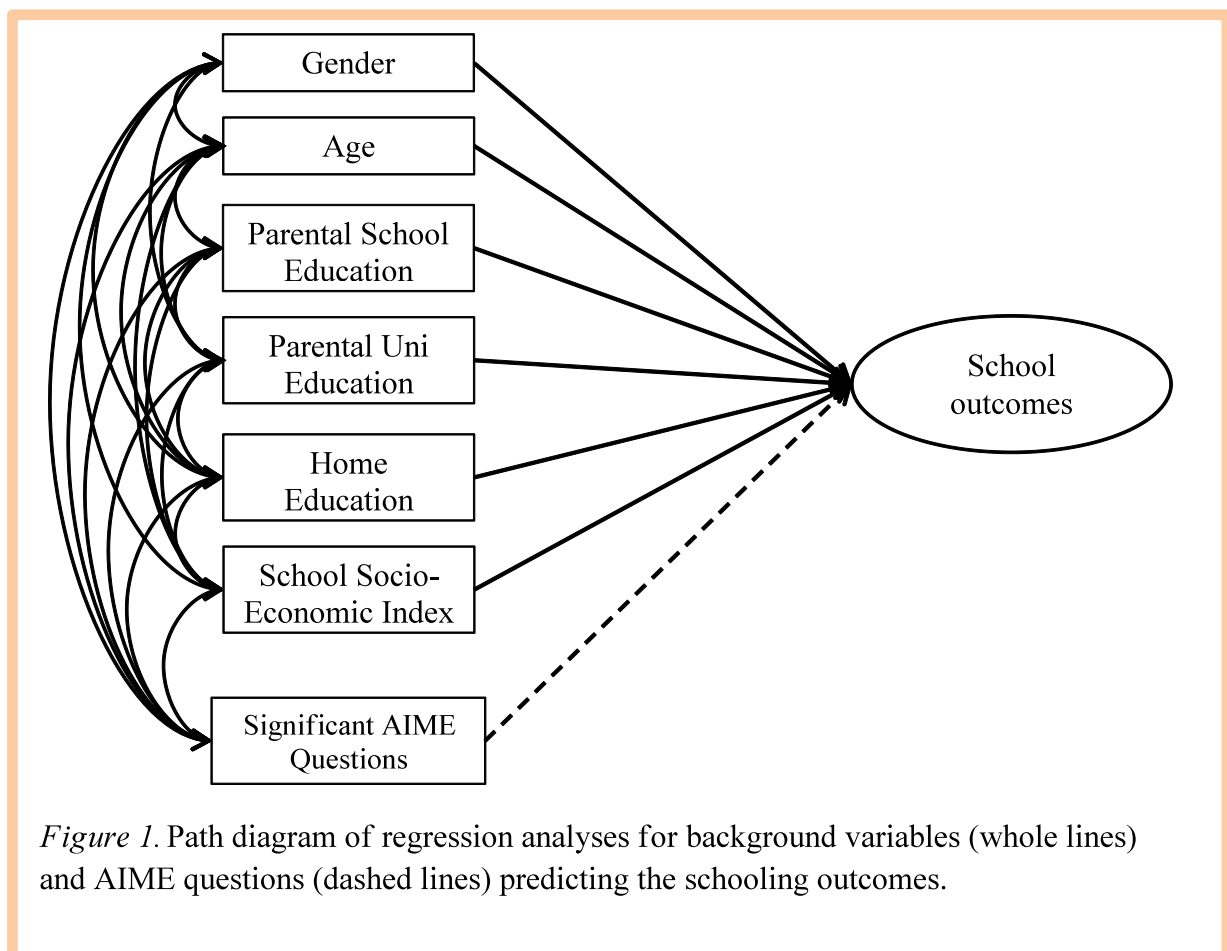 Gender
Age
Parental School
Education
Parental Uni
Education
Home
Education
School Socio-
Economic Index
Significant AIME
Questions
School
outcomes
Figure 1. Path diagram of regression analyses for background variables (whole lines)
and AIME questions (dashed lines) predicting the schooling outcomes.